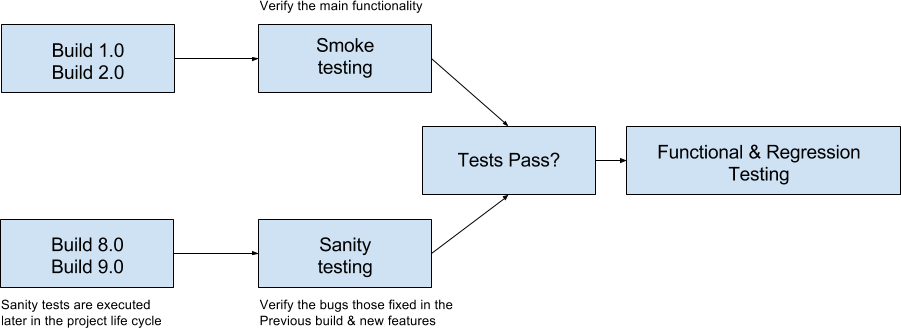 Verify the main functionality
Build 1.0
Build 2.0
Smoke
testing
Tests Pass?
Functional & Regression
Testing
Build 8.0
Build 9.0
Sanity
testing
Sanity tests are executed
later in the project life cycle
Verify the bugs those fixed in the
Previous build & new features